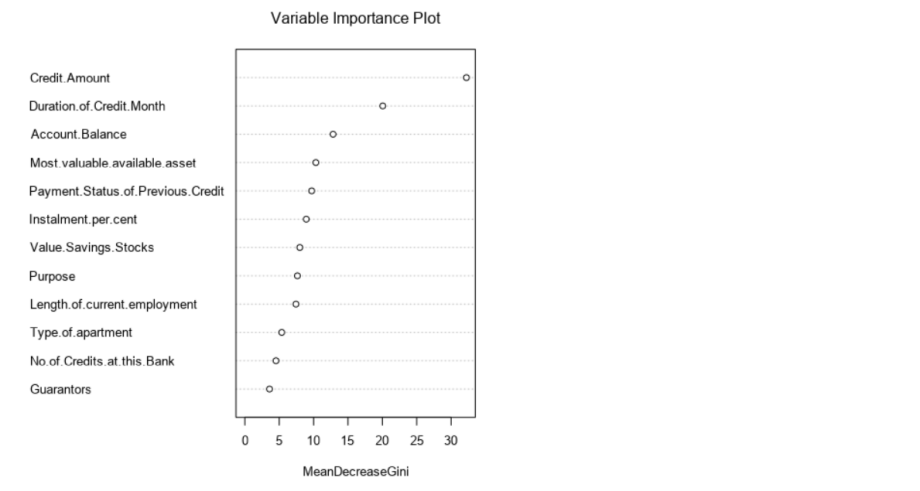 Variable Importance Plot
Credit.Amount
Duration.of.Credit.Month
Account.Balance
Most.valuable.available.asset
Payment.Status.of.Previous.Credit
Instalment.per.cent
Value.Savings.Stocks
Purpose
Length.of.current.employment
Type.of.apartment
No.of.Credits.at.this.Bank
Guarantors
0 5 10 15 20 25 30
MeanDecreaseGini